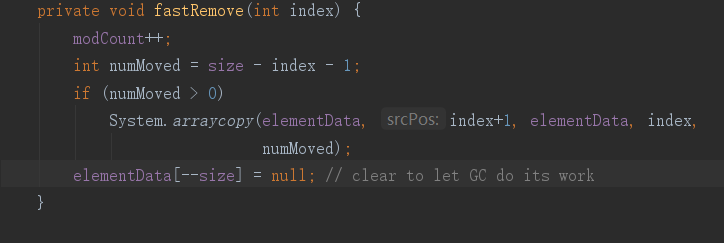 private void fastRemove(int index) {
    modCount++;
    int numMoved = size - index - 1;
    if (numMoved > 0)
        System.arraycopy(elementData, srcPos: index+1, elementData, index,
                         numMoved);
    elementData[--size] = null; // clear to let GC do its work
}